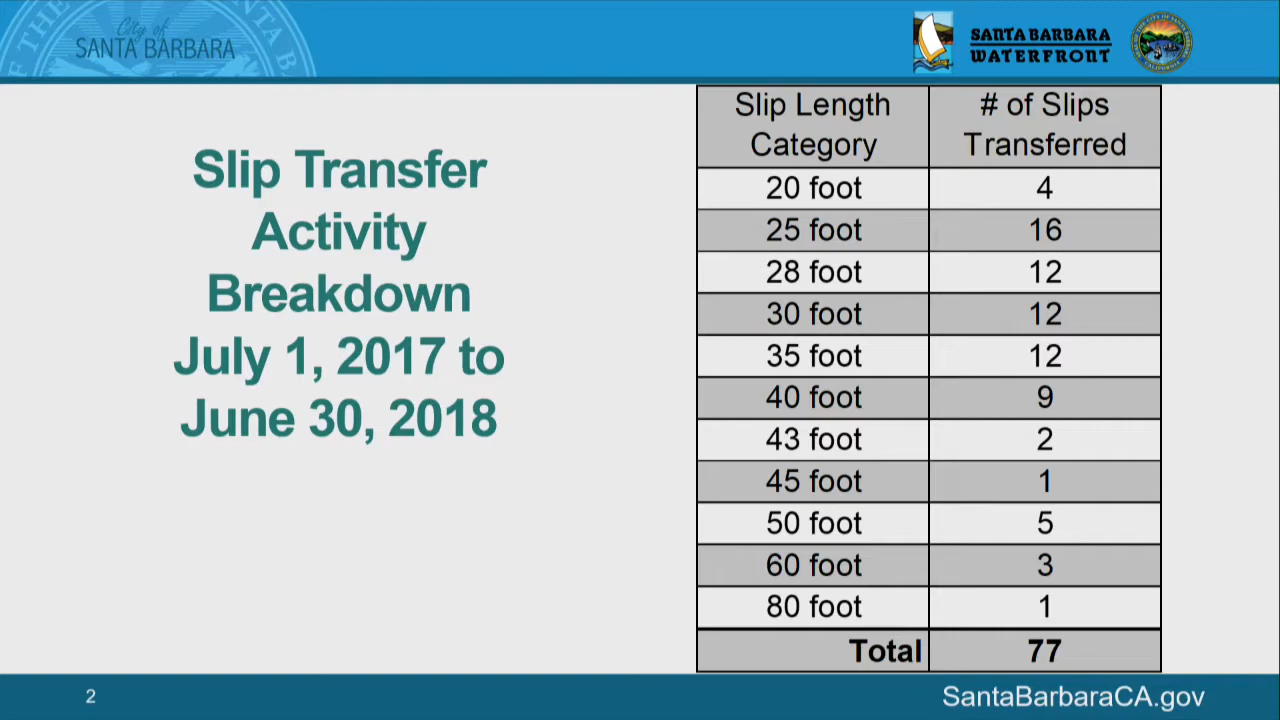 City of
SANTA BARBARA
SANTA BARBARA
WATERFRONT
Slip Transfer
Activity
Breakdown
July 1, 2017 to
June 30, 2018
Slip Length Category # of Slips Transferred
20 foot 4
25 foot 16
28 foot 12
30 foot 12
35 foot 12
40 foot 9
43 foot 2
45 foot 1
50 foot 5
60 foot 3
80 foot 1
Total 77
2
SantaBarbaraCA.gov